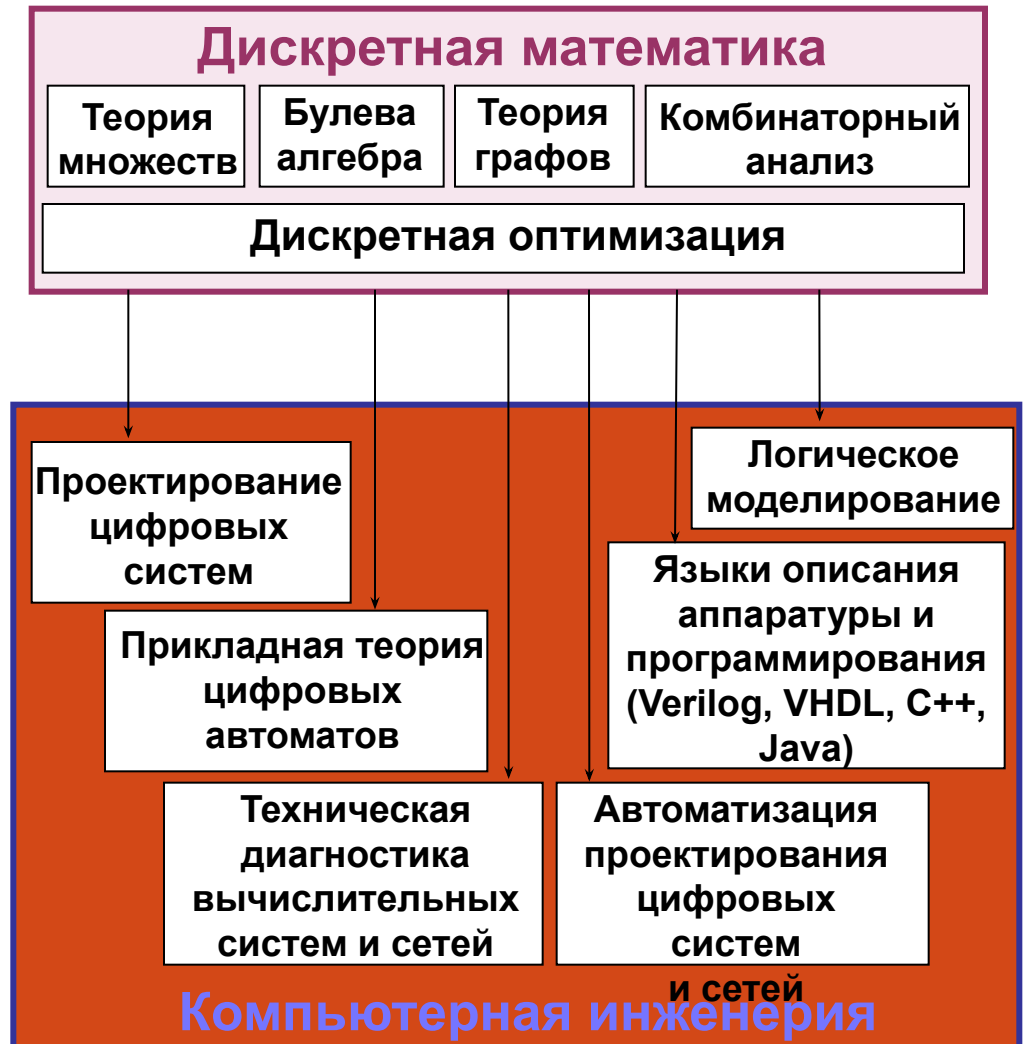 Дискретная математика
Теория
множеств
Булева
алгебра
Теория
графов
Комбинаторный
анализ
Дискретная оптимизация
Проектирование
цифровых
систем
Логическое
моделирование
Прикладная теория
цифровых
автоматов
Языки описания
аппаратуры и
программирования
(Verilog, VHDL, C++,
Java)
Техническая
диагностика
вычислительных
систем и сетей
Автоматизация
проектирования
цифровых
систем
и сетей
Компьютерная инженерия